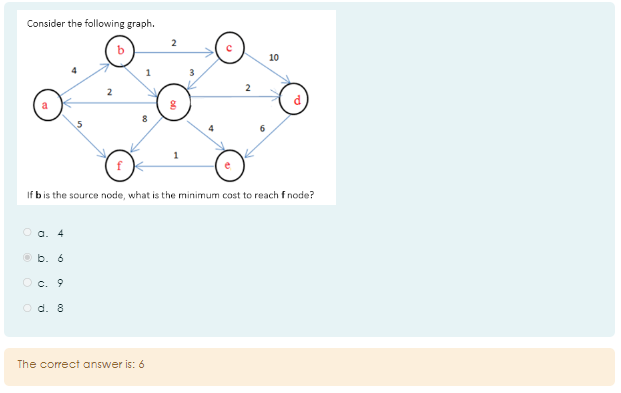 Consider the following graph.
b
2
c
10
4
1
3
2
2
a
g
d
5
8
4
6
1
f
e
If b is the source node, what is the minimum cost to reach f node?
a. 4
b. 6
c. 9
d. 8
The correct answer is: 6